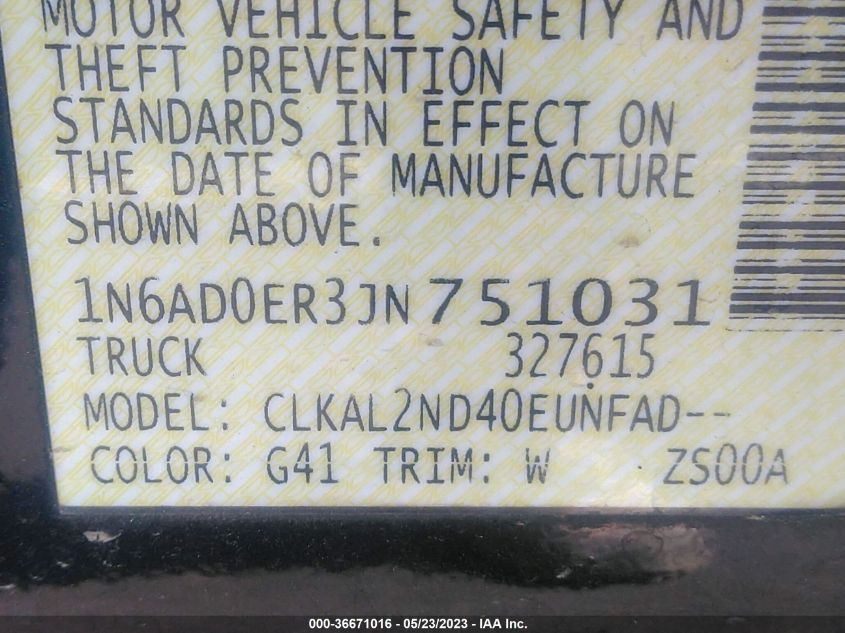 MOTOR VEHICLE SAFETY AND
THEFT PREVENTION
STANDARDS IN EFFECT ON
THE DATE OF MANUFACTURE
SHOWN ABOVE.
1N6AD0ER3JN751031
TRUCK 327615
MODEL: CLKAL2ND40EUNFAD--
COLOR: G41 TRIM: W ZS00A
000-36671016 - 05/23/2023 - IAA Inc.